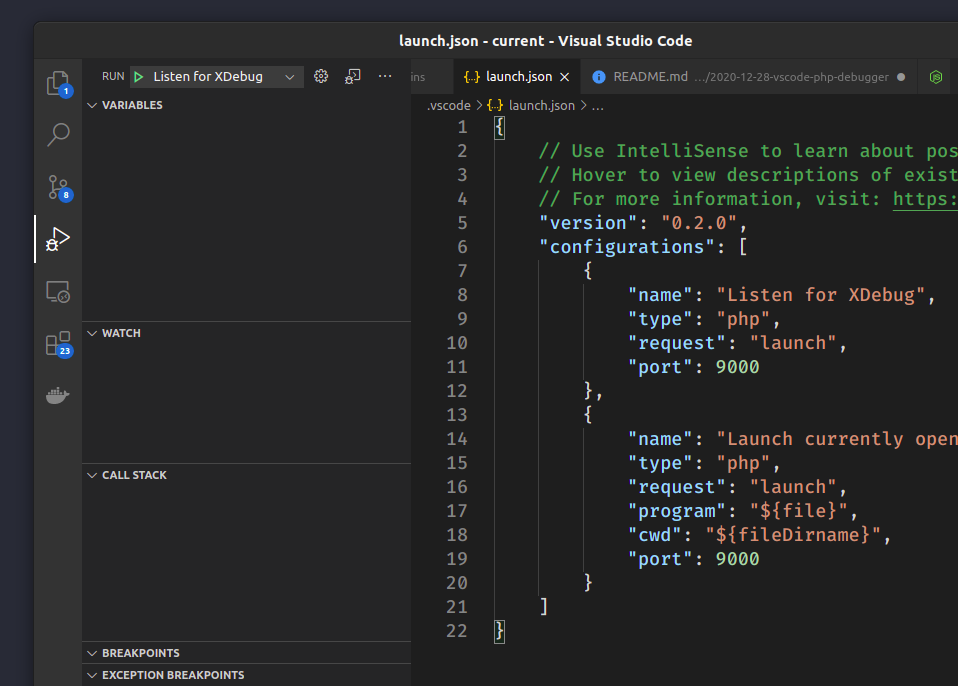 launch.json - current - Visual Studio Code
RUN Listen for XDebug ...
ins
{..} launch.json × README.md .../2020-12-28-vscode-php-debugger ●
VARIABLES
.vscode > {..} launch.json > ...
1
8
23
WATCH
CALL STACK
BREAKPOINTS
EXCEPTION BREAKPOINTS
1 {
2 // Use IntelliSense to learn about pos
3 // Hover to view descriptions of exist
4 // For more information, visit: https:
5 "version": "0.2.0",
6 "configurations": [
7 {
8 "name": "Listen for XDebug",
9 "type": "php",
10 "request": "launch",
11 "port": 9000
12 },
13 {
14 "name": "Launch currently open
15 "type": "php",
16 "request": "launch",
17 "program": "${file}",
18 "cwd": "${fileDirname}",
19 "port": 9000
20 }
21 ]
22 }